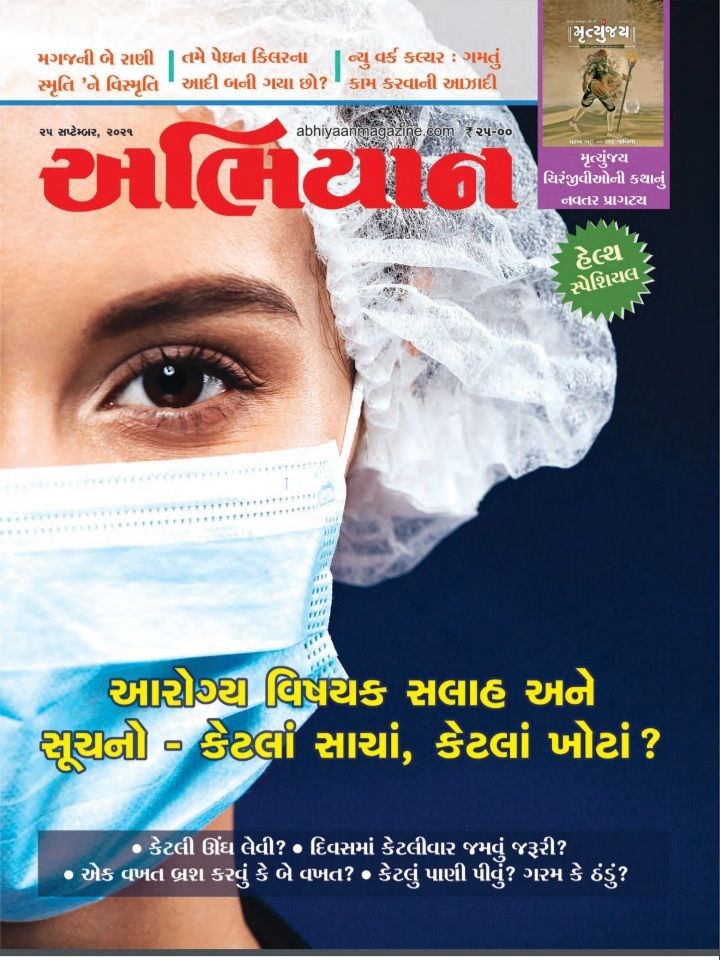 મગજની બે રાણી
સ્મૃતિ 'ને વિસ્મૃતિ
તમે પેઇન કિલરના
આદી બની ગયા છો?
ન્યુ વર્ક કલ્ચર : ગમતું
કામ કરવાની આઝાદી
મૃત્યુંજય
મૃત્યુંજય
ચિરંજીવીઓની કથાનું
નવતર પ્રાગટય
૨૫ સપ્ટેમ્બર, ૨૦૨૧
abhiyaanmagazine.com ₹ ૨૫-૦૦
અભિયાન
હેલ્થ
સ્પેશિયલ
આરોગ્ય વિષયક સલાહ અને
સૂચનો - કેટલાં સાચાં, કેટલાં ખોટાં ?
• કેટલી ઊંઘ લેવી? • દિવસમાં કેટલીવાર જમવું જરૂરી?
• એક વખત બ્રશ કરવું કે બે વખત? • કેટલું પાણી પીવું? ગરમ કે ઠંડું?